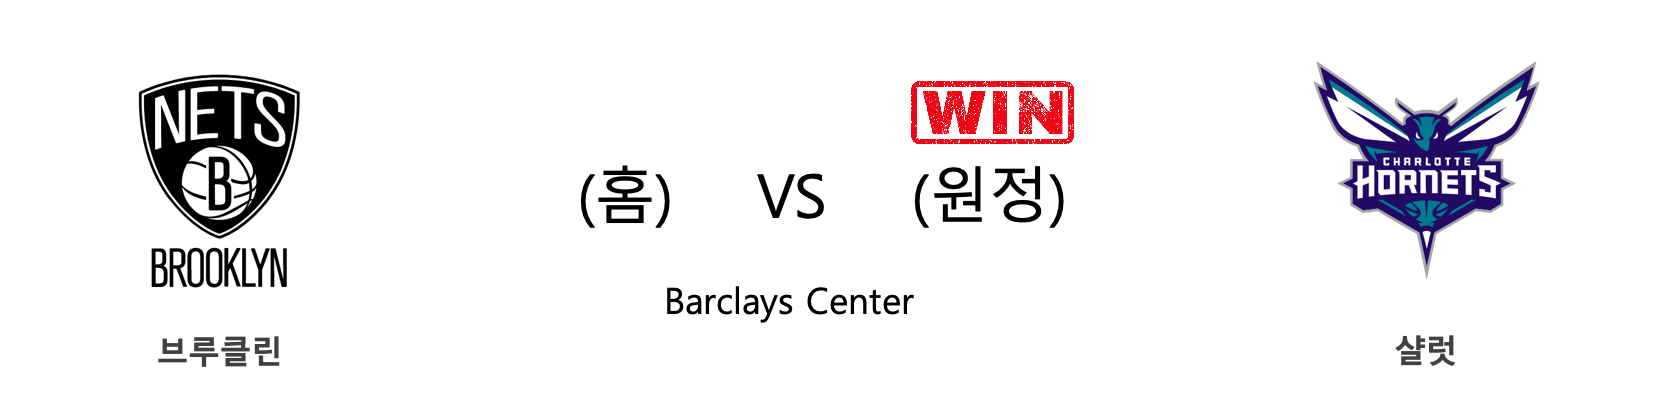 NETS
B
BROOKLYN
브루클린
WIN
(홈) VS (원정)
Barclays Center
CHARLOTTE
HORNETS
샬럿